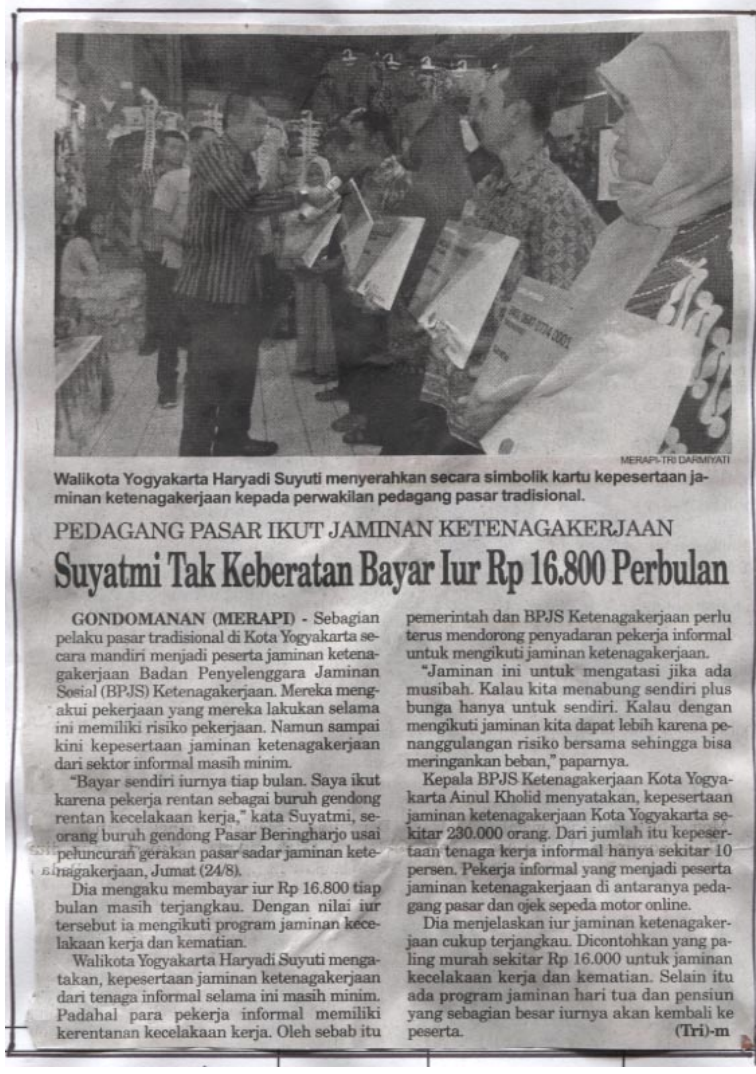 0001
MERAPI-TRI DARMIYATI
Walikota Yogyakarta Haryadi Suyuti menyerahkan secara simbolik kartu kepesertaan ja-
minan ketenagakerjaan kepada perwakilan pedagang pasar tradisional.
PEDAGANG PASAR IKUT JAMINAN KETENAGAKERJAAN
Suyatmi Tak Keberatan Bayar Iur Rp 16.800 Perbulan
GONDOMANAN (MERAPI) - Sebagian
pelaku pasar tradisional di Kota Yogyakarta se-
cara mandiri menjadi peserta jaminan ketena-
gakerjaan Badan Penyelenggara Jaminan
Sosial (BPJS) Ketenagakerjaan. Mereka meng-
akui pekerjaan yang mereka lakukan selama
ini memiliki risiko pekerjaan. Namun sampai
kini kepesertaan jaminan ketenagakerjaan
dari sektor informal masih minim.
"Bayar sendiri iurnya tiap bulan. Saya ikut
karena pekerja rentan sebagai buruh gendong
rentan kecelakaan kerja," kata Suyatmi, se-
orang buruh gendong Pasar Beringharjo usai
peluncuran gerakan pasar sadar jaminan kete-
nagakerjaan, Jumat (24/8).
Dia mengaku membayar iur Rp 16.800 tiap
bulan masih terjangkau. Dengan nilai iur
tersebut ia mengikuti program jaminan kece-
lakaan kerja dan kematian.
Walikota Yogyakarta Haryadi Suyuti menga-
takan, kepesertaan jaminan ketenagakerjaan
dari tenaga informal selama ini masih minim.
Padahal para pekerja informal memiliki
kerentanan kecelakaan kerja. Oleh sebab itu
pemerintah dan BPJS Ketenagakerjaan perlu
terus mendorong penyadaran pekerja informal
untuk mengikuti jaminan ketenagakerjaan.
"Jaminan ini untuk mengatasi jika ada
musibah. Kalau kita menabung sendiri plus
bunga hanya untuk sendiri. Kalau dengan
mengikuti jaminan kita dapat lebih karena pe-
nanggulangan risiko bersama sehingga bisa
meringankan beban," paparnya.
Kepala BPJS Ketenagakerjaan Kota Yogya-
karta Ainul Kholid menyatakan, kepesertaan
jaminan ketenagakerjaan Kota Yogyakarta se-
kitar 230.000 orang. Dari jumlah itu kepeser-
taan tenaga kerja informal hanya sekitar 10
persen. Pekerja informal yang menjadi peserta
jaminan ketenagakerjaan di antaranya peda-
gang pasar dan ojek sepeda motor online.
Dia menjelaskan iur jaminan ketenagaker-
jaan cukup terjangkau. Dicontohkan yang pa-
ling murah sekitar Rp 16.000 untuk jaminan
kecelakaan kerja dan kematian. Selain itu
ada program jaminan hari tua dan pensiun
yang sebagian besar iurnya akan kembali ke
peserta. (Tri)-m